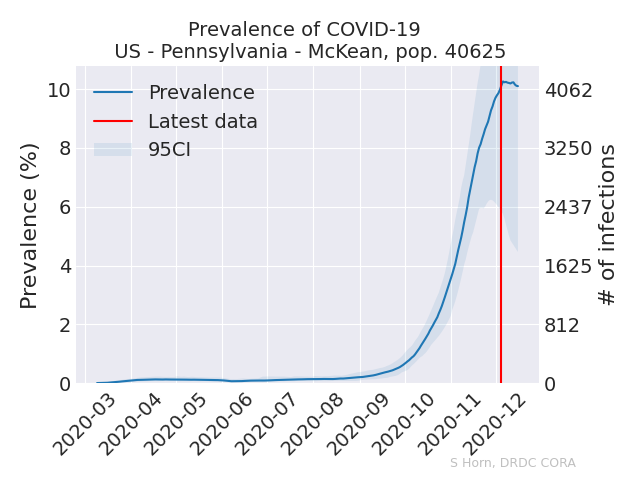 Prevalence of COVID-19
US - Pennsylvania - McKean, pop. 40625
Prevalence
Latest data
95CI
Prevalence (%)
10
8
6
4
2
0
4062
3250
2437
1625
812
0
# of infections
2020-03
2020-04
2020-05
2020-06
2020-07
2020-08
2020-09
2020-10
2020-11
2020-12
S Horn, DRDC CORA